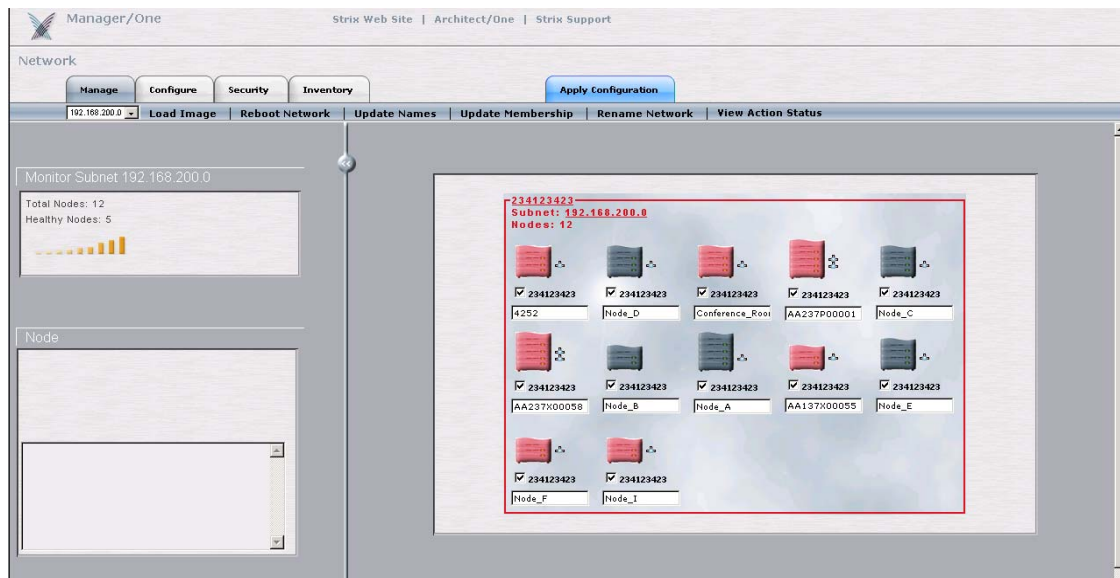 Manager/One
Strix Web Site | Architect/One | Strix Support
Network
Manage Configure Security Inventory Apply Configuration
192.168.200.0 Load Image | Reboot Network | Update Names | Update Membership | Rename Network | View Action Status
Monitor Subnet 192.168.200.0
Total Nodes: 12
Healthy Nodes: 5
Node
234123423
Subnet: 192.168.200.0
Nodes: 12
234123423 234123423 234123423 234123423 234123423
4252 Node_D Conference_Rooi AA237P00001 Node_C
234123423 234123423 234123423 234123423 234123423
AA237X00058 Node_B Node_A AA137X00055 Node_E
234123423 234123423
Node_F Node_I